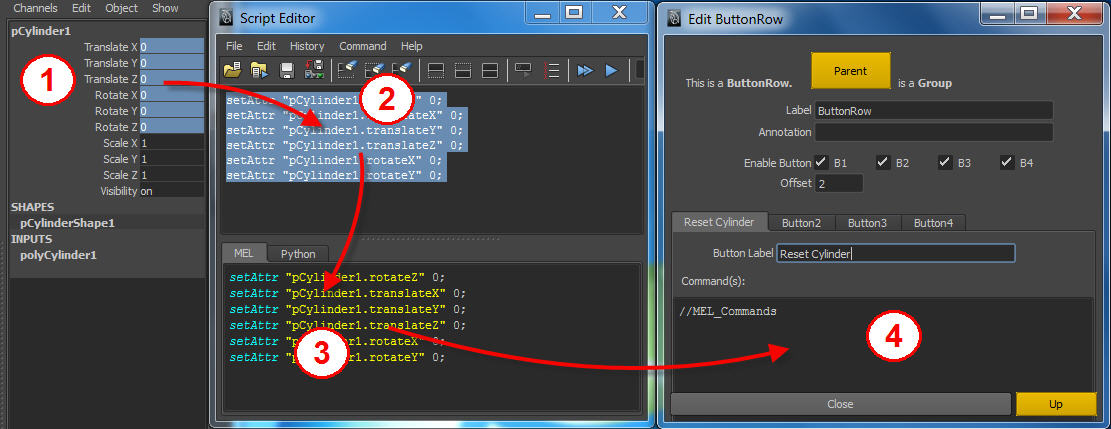 Channels Edit Object Show
pCylinder1
Translate X 0
Translate Y 0
Translate Z 0
Rotate X 0
Rotate Y 0
Rotate Z 0
Scale X 1
Scale Y 1
Scale Z 1
Visibility on
SHAPES
pCylinderShape1
INPUTS
polyCylinder1
1
Script Editor
File Edit History Command Help
2
setAttr "pCylinder1. " 0;
setAttr "pCylinder1. ateX" 0;
setAttr "pCylinder1.translateY" 0;
setAttr "pCylinder1.translateZ" 0;
setAttr "pCylinder1.rotateX" 0;
setAttr "pCylinder1.rotateY" 0;
MEL Python
setAttr "pCylinder1.rotateZ" 0;
setAttr "pCylinder1.translateX" 0;
setAttr "pCylinder1.translateY" 0;
setAttr "pCylinder1.translateZ" 0;
setAttr "pCylinder1.rotateX" 0;
setAttr "pCylinder1.rotateY" 0;
3
Edit ButtonRow
This is a ButtonRow. Parent is a Group
Label ButtonRow
Annotation
Enable Button B1 B2 B3 B4
Offset 2
Reset Cylinder Button2 Button3 Button4
Button Label Reset Cylinder
Command(s):
//MEL_Commands
4
Close Up